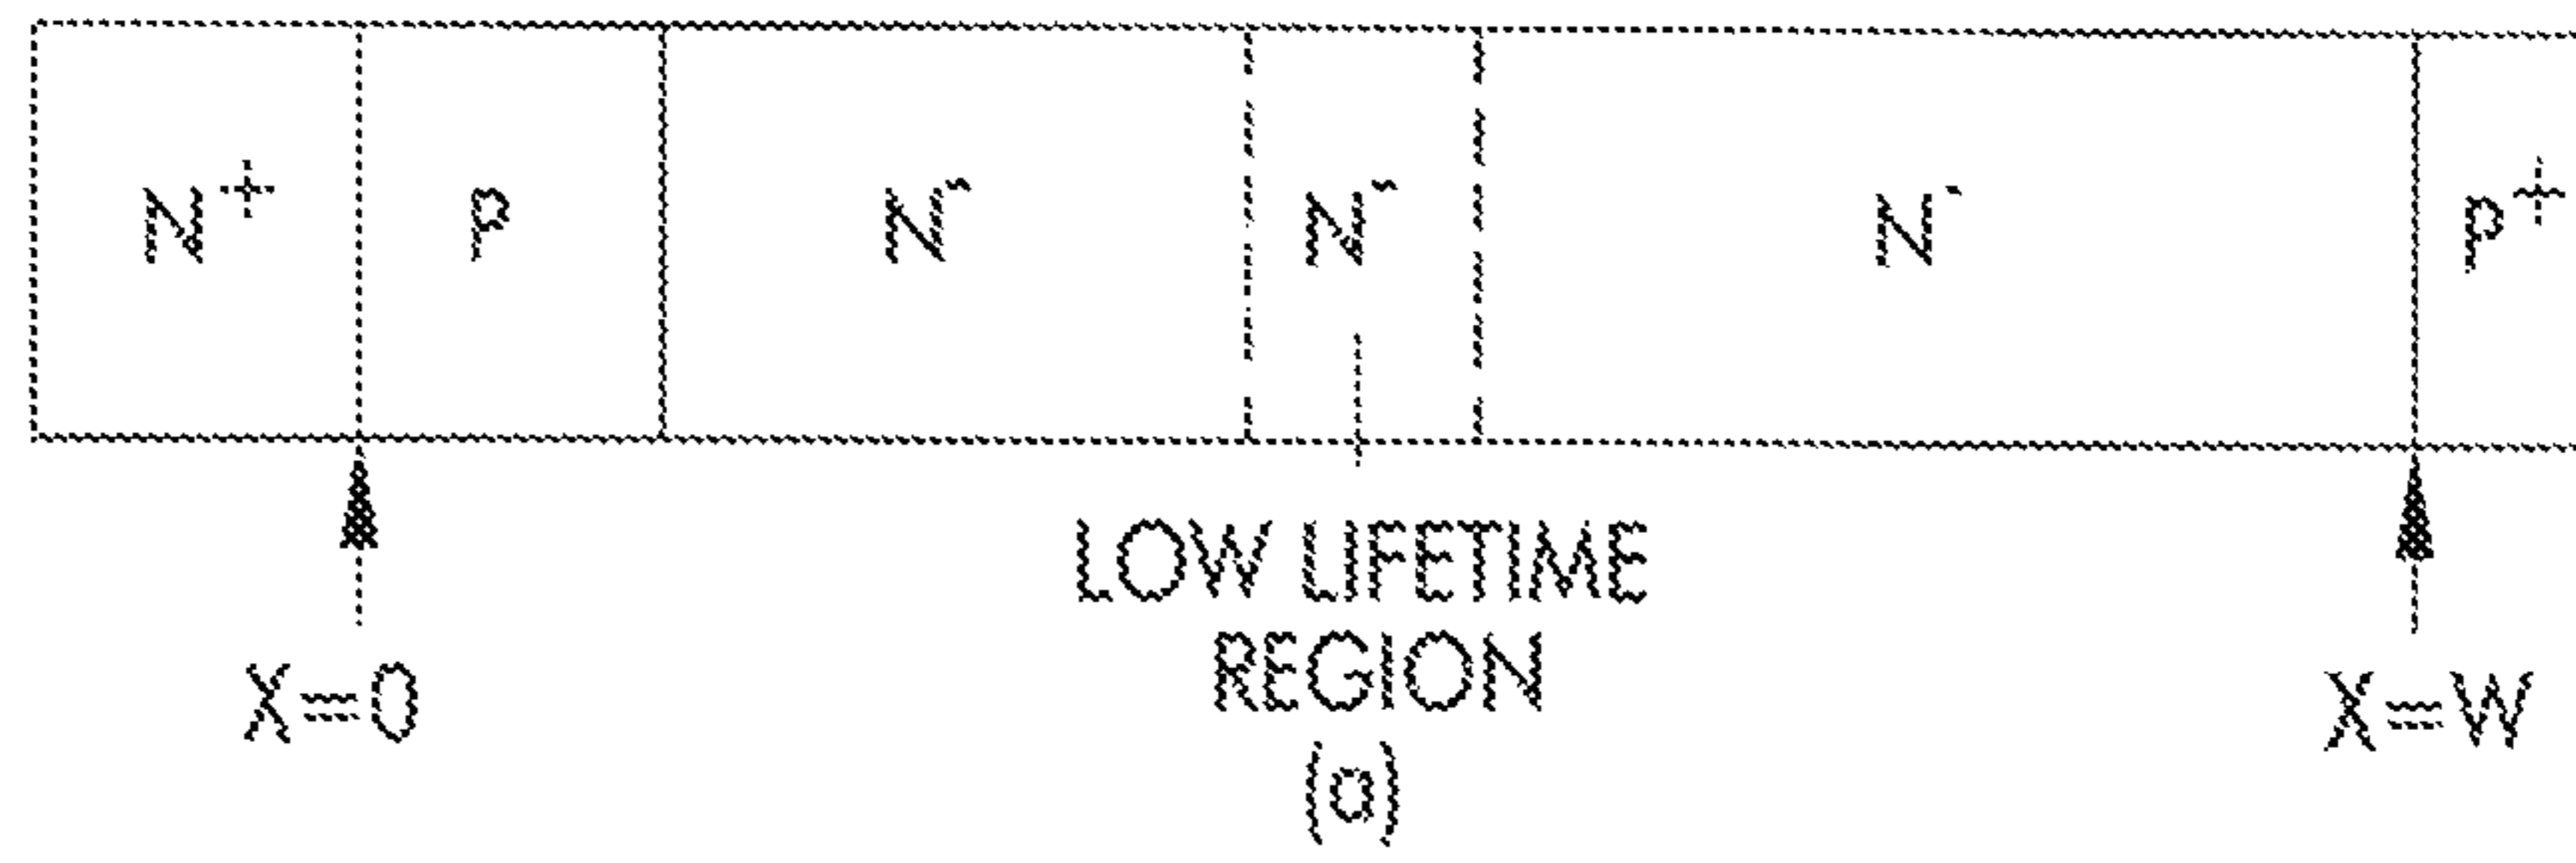 N⁺ P N⁻ N⁻ N⁻ P⁺
LOW LIFETIME
REGION
X=0 X=W
(a)